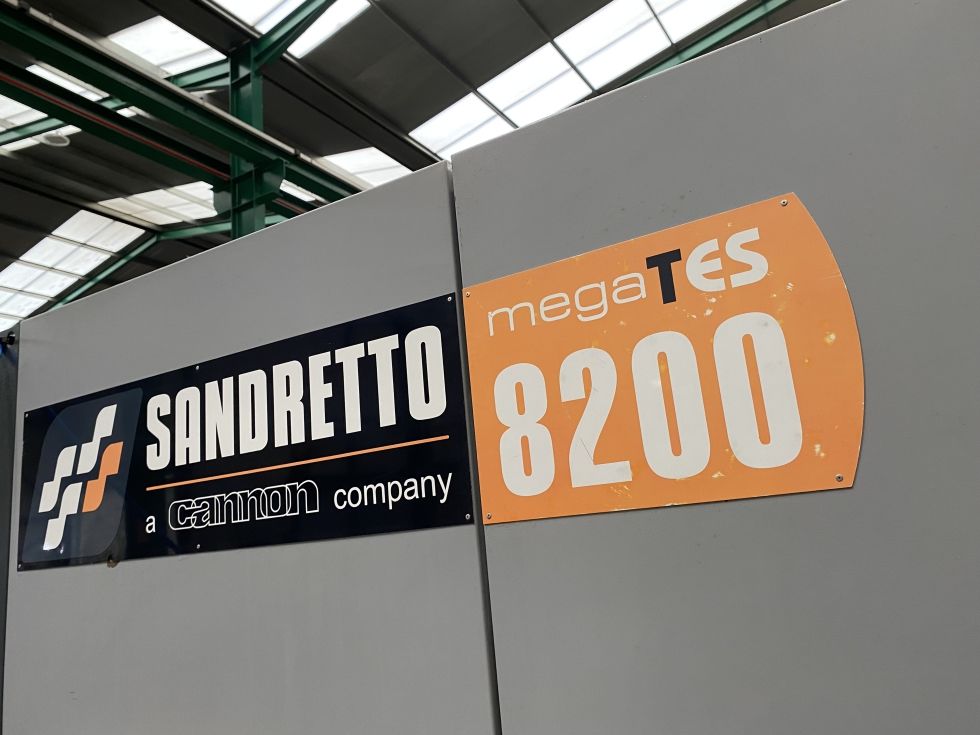 SANDRETTO
a cannon company
megaTES
8200